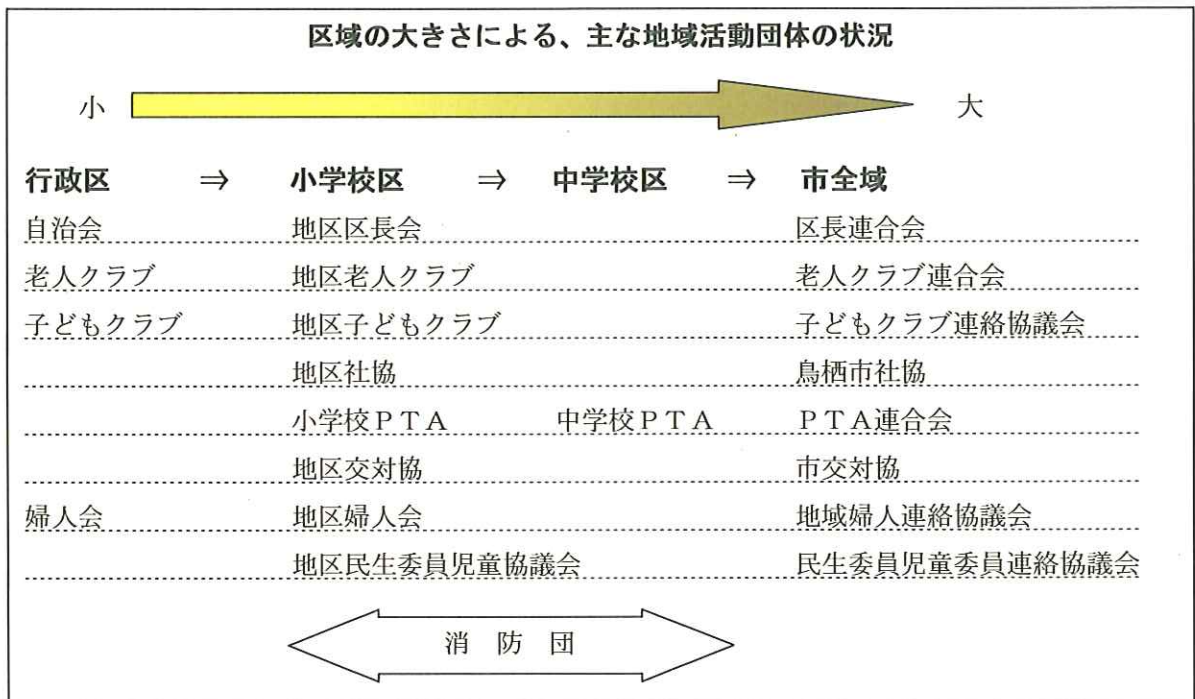 区域の大きさによる、主な地域活動団体の状況
小 大
行政区 ⇒ 小学校区 ⇒ 中学校区 ⇒ 市全域
自治会 地区区長会 区長連合会
老人クラブ 地区老人クラブ 老人クラブ連合会
子どもクラブ 地区子どもクラブ 子どもクラブ連絡協議会
地区社協 鳥栖市社協
小学校ＰＴＡ 中学校ＰＴＡ ＰＴＡ連合会
地区交対協 市交対協
婦人会 地区婦人会 地域婦人連絡協議会
地区民生委員児童協議会 民生委員児童委員連絡協議会
消 防 団